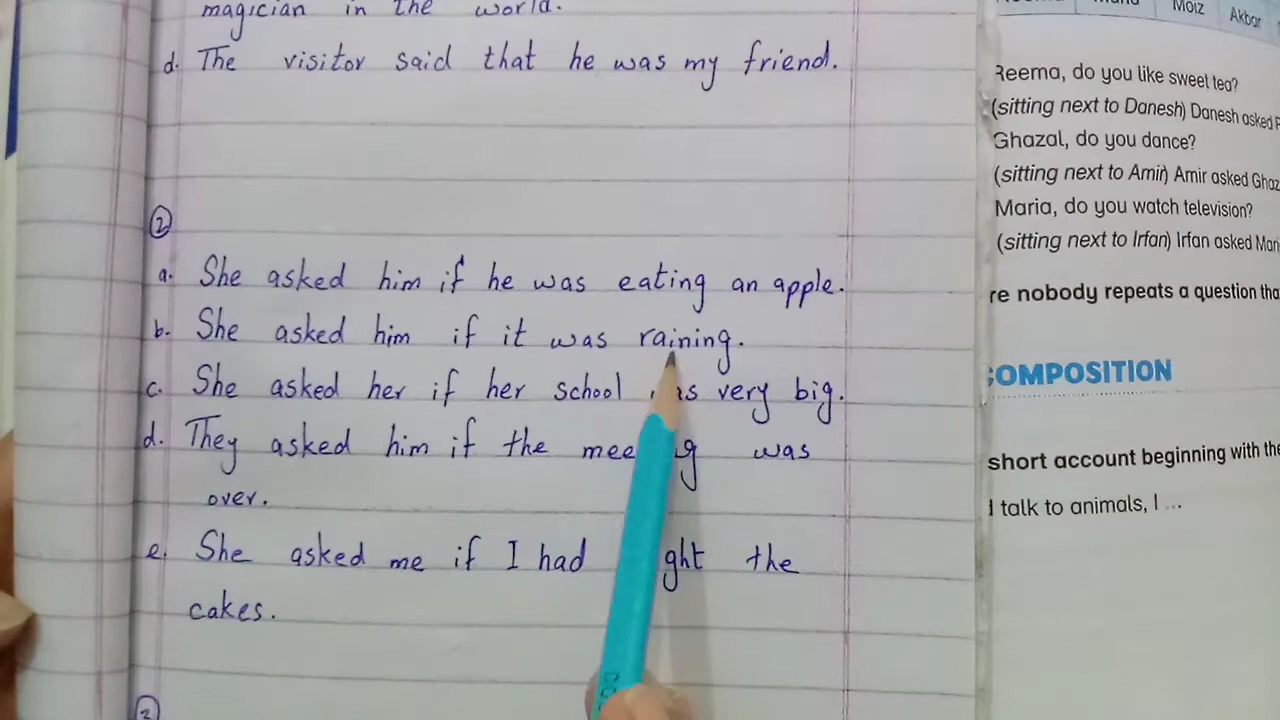 magician in the world.
d. The visitor said that he was my friend.
2
a. She asked him if he was eating an apple.
b. She asked him if it was raining.
c. She asked her if her school very big.
d. They asked him if the was
over.
e. She asked me if I had the
cakes.
2
Moiz Akbar
Reema, do you like sweet tea?
(sitting next to Danesh) Danesh asked
Ghazal, do you dance?
(sitting next to Amir) Amir asked
Maria, do you watch television?
(sitting next to Irfan) Irfan asked
nobody repeats a question
COMPOSITION
short account beginning with the
I talk to animals, I ...